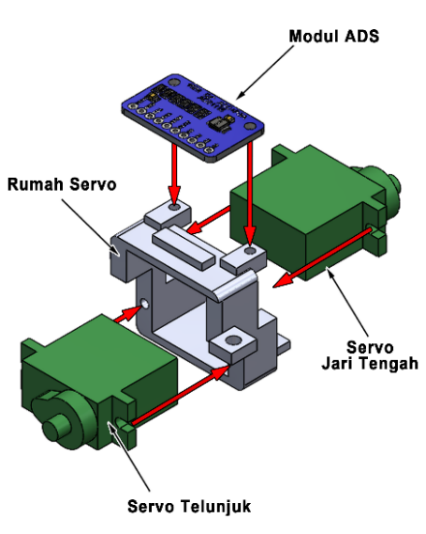 Modul ADS
Rumah Servo
Servo
Jari Tengah
Servo Telunjuk